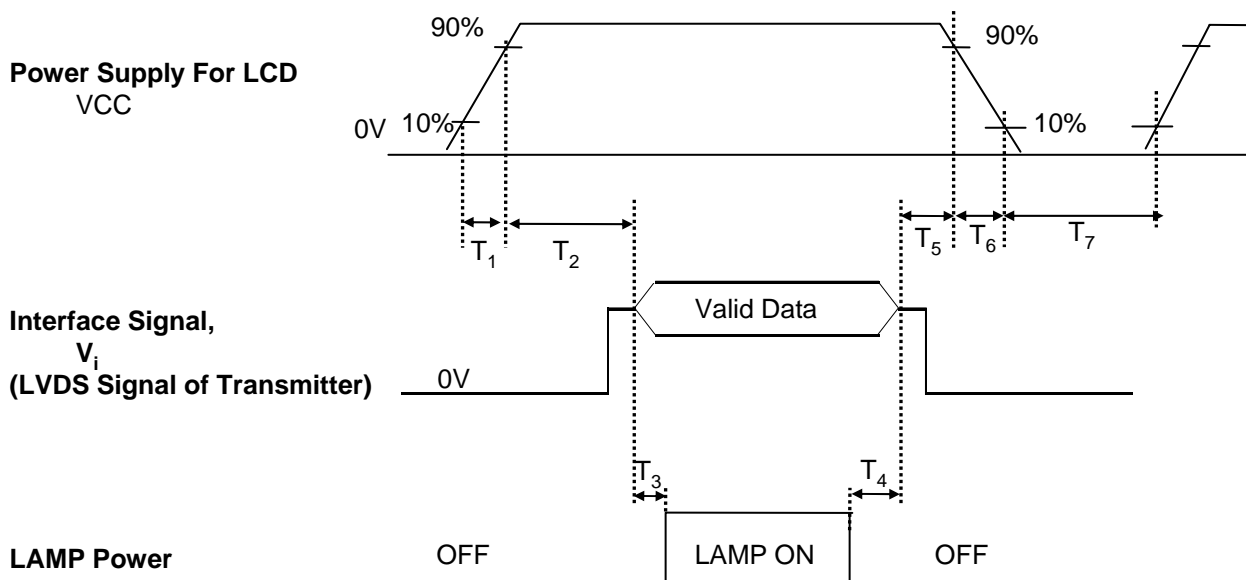 90%
90%
Power Supply For LCD
VCC
0V
10%
10%
T1
T2
T5
T6
T7
Valid Data
Interface Signal,
Vi
(LVDS Signal of Transmitter)
0V
T3
T4
LAMP Power
OFF
LAMP ON
OFF